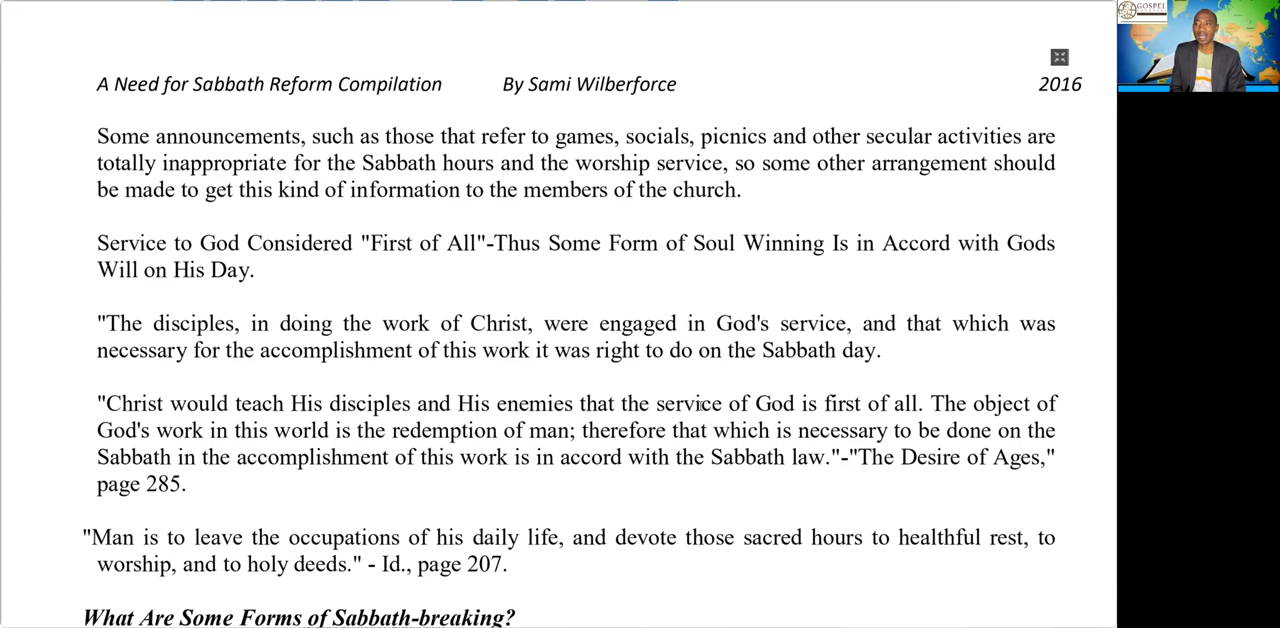 GOSPEL
A Need for Sabbath Reform Compilation By Sami Wilberforce 2016
Some announcements, such as those that refer to games, socials, picnics and other secular activities are
totally inappropriate for the Sabbath hours and the worship service, so some other arrangement should
be made to get this kind of information to the members of the church.
Service to God Considered "First of All"-Thus Some Form of Soul Winning Is in Accord with Gods
Will on His Day.
"The disciples, in doing the work of Christ, were engaged in God's service, and that which was
necessary for the accomplishment of this work it was right to do on the Sabbath day.
"Christ would teach His disciples and His enemies that the service of God is first of all. The object of
God's work in this world is the redemption of man; therefore that which is necessary to be done on the
Sabbath in the accomplishment of this work is in accord with the Sabbath law."-"The Desire of Ages,"
page 285.
"Man is to leave the occupations of his daily life, and devote those sacred hours to healthful rest, to
worship, and to holy deeds." - Id., page 207.
What Are Some Forms of Sabbath-breaking?